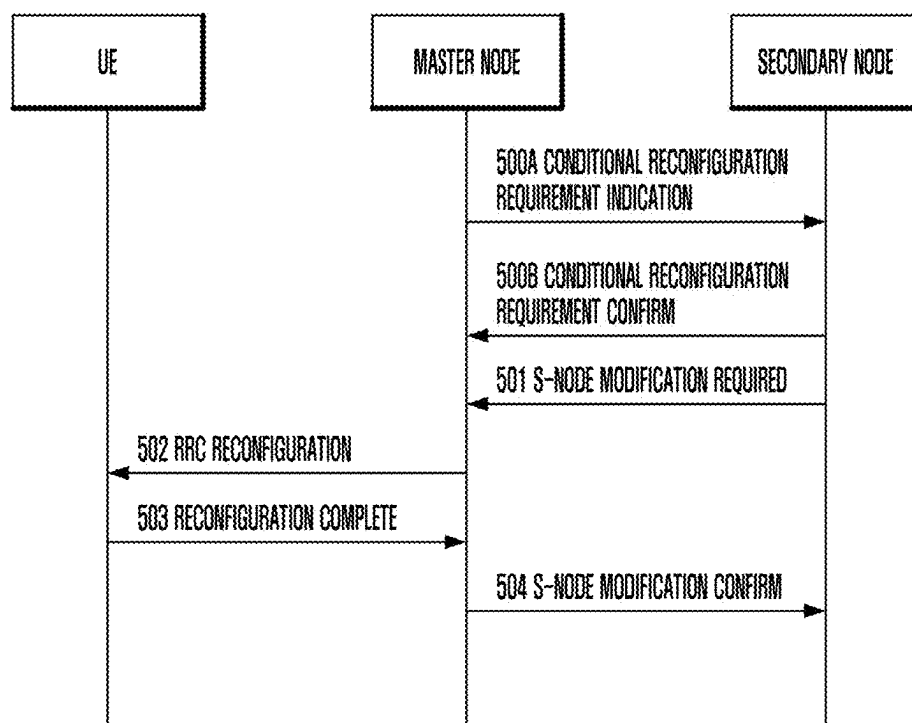 UE
MASTER NODE
SECONDARY NODE
500A CONDITIONAL RECONFIGURATION
REQUIREMENT INDICATION
500B CONDITIONAL RECONFIGURATION
REQUIREMENT CONFIRM
501 S-NODE MODIFICATION REQUIRED
502 RRC RECONFIGURATION
503 RECONFIGURATION COMPLETE
504 S-NODE MODIFICATION CONFIRM